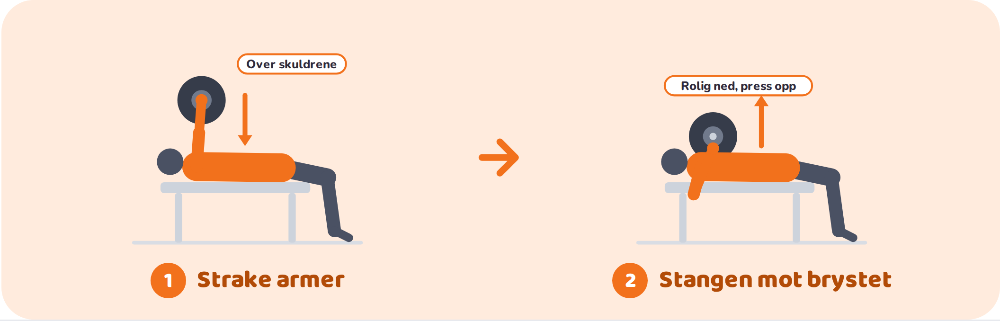 Over skuldrene
Rolig ned, press opp
1 Strake armer
2 Stangen mot brystet